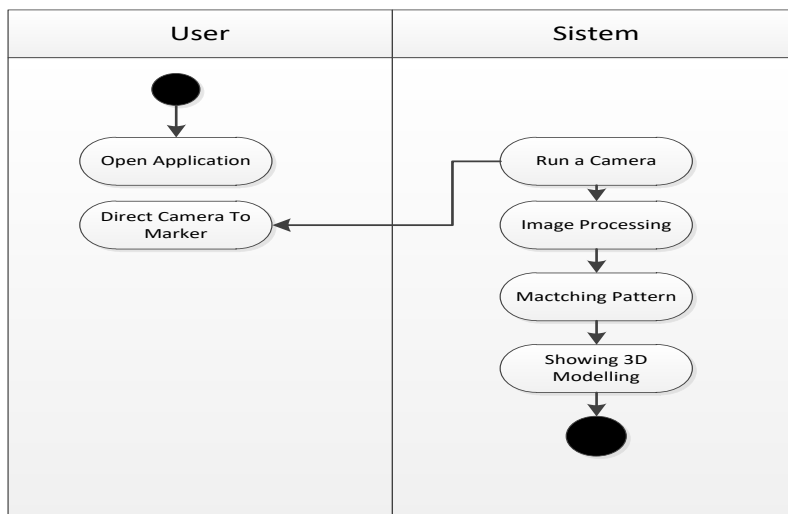 User
Sistem
Open Application
Run a Camera
Direct Camera To
Marker
Image Processing
Mactching Pattern
Showing 3D
Modelling